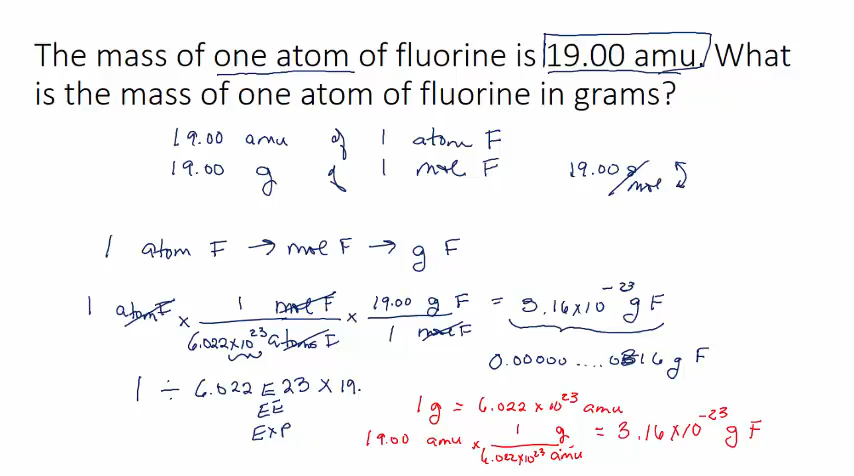 The mass of one atom of fluorine is 19.00 amu. What
is the mass of one atom of fluorine in grams?
19.00 amu of 1 atom F
19.00 g of 1 mol F 19.00 g/mol
1 atom F → mol F → g F
1 atom F × 1 mol F / 6.022×10^23 atoms F × 19.00 g F / 1 mol F = 3.16×10^-23 g F
0.00000 ....0316 g F
1 ÷ 6.022 E 23 × 19.
EE
EXP
1g = 6.022 × 10^23 amu
19.00 amu × 1 g / 6.022×10^23 amu = 3.16×10^-23 g F